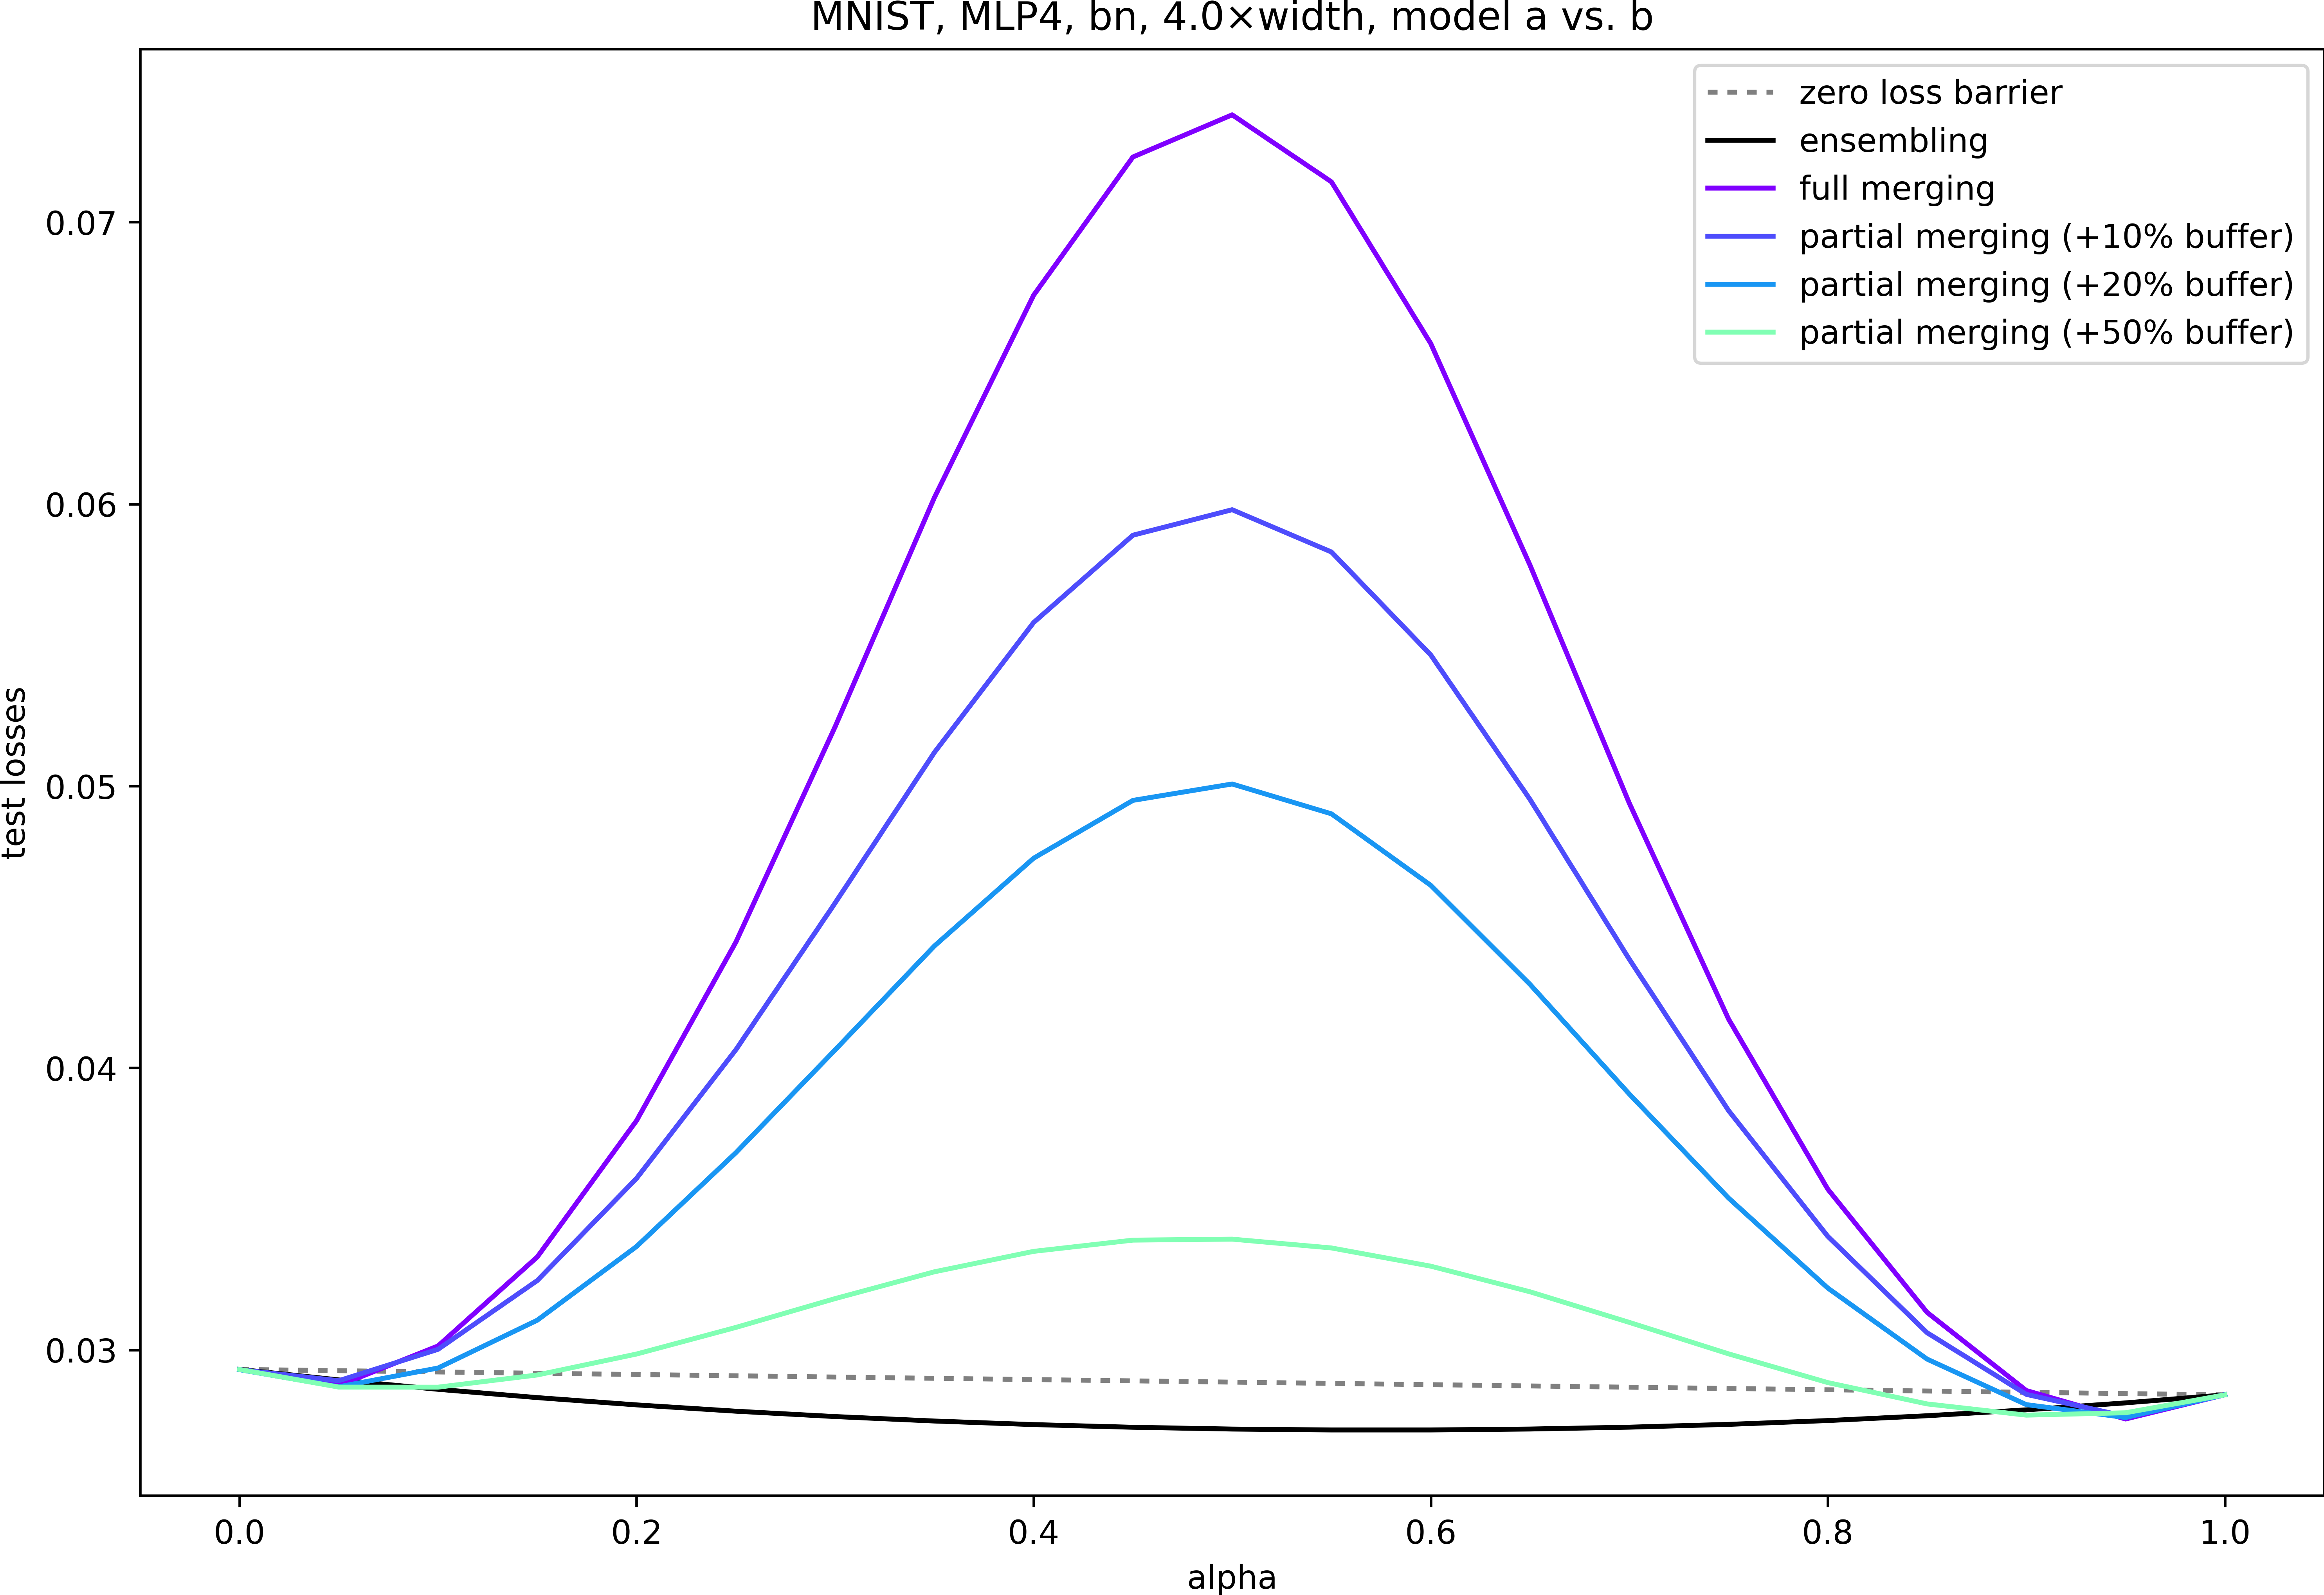 MNIST, MLP4, bn, 4.0×width, model a vs. b
zero loss barrier
ensembling
full merging
partial merging (+10% buffer)
partial merging (+20% buffer)
partial merging (+50% buffer)
test losses
0.07
0.06
0.05
0.04
0.03
0.0 0.2 0.4 0.6 0.8 1.0
alpha